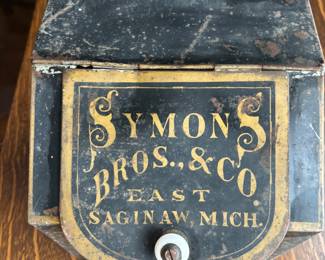 SYMONS
BROS., & CO.
EAST
SAGINAW, MICH.